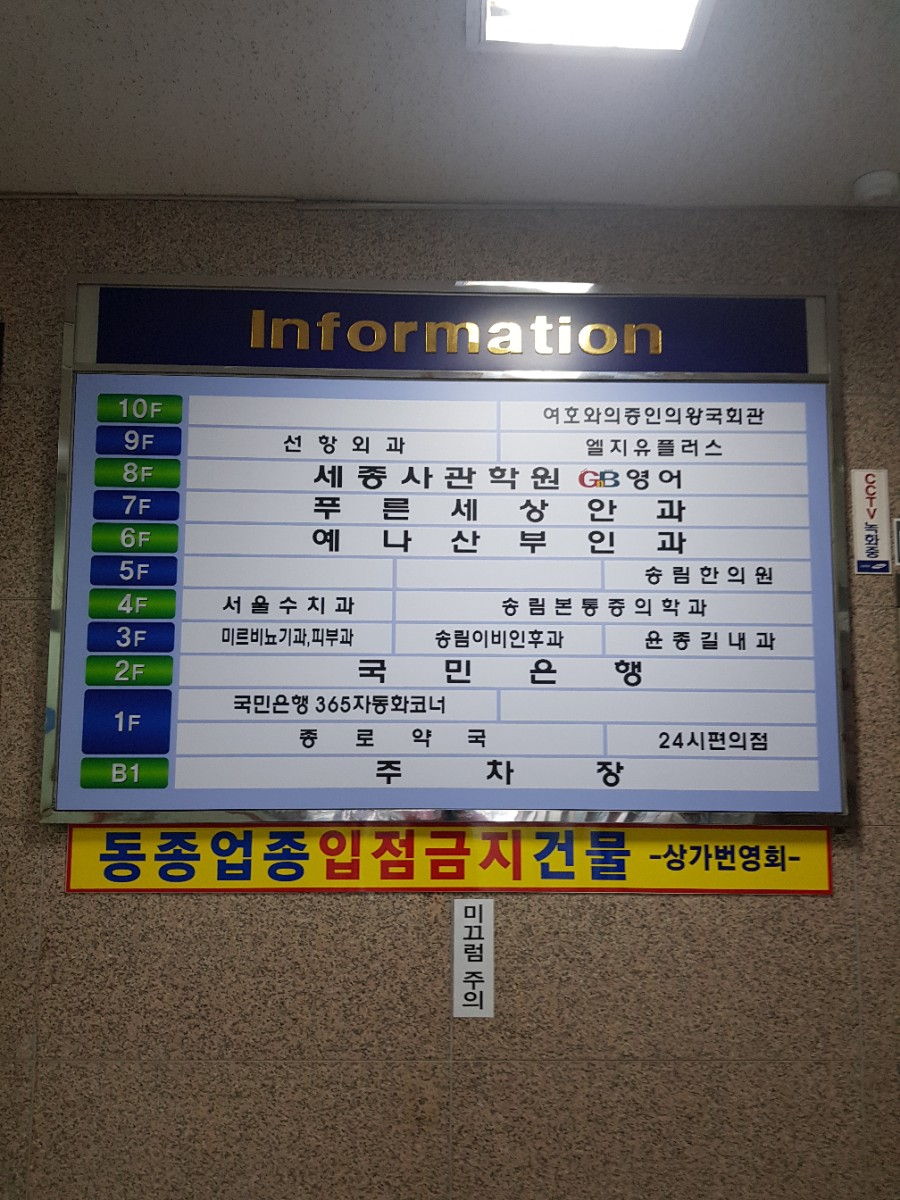 Information
10F 여호와의증인의왕국회관
9F 선항외과 엘지유플러스
8F 세종사관학원 GnB영어
7F 푸른세상안과
6F 예나산부인과
5F 송림한의원
4F 서울수치과 송림본통증의학과
3F 미르비뇨기과,피부과 송림이비인후과 윤종길내과
2F 국민은행
1F 국민은행 365자동화코너
종로약국 24시편의점
B1 주차장
동종업종입점금지건물 -상가번영회-
미끄럼 주의
CCTV 녹화중